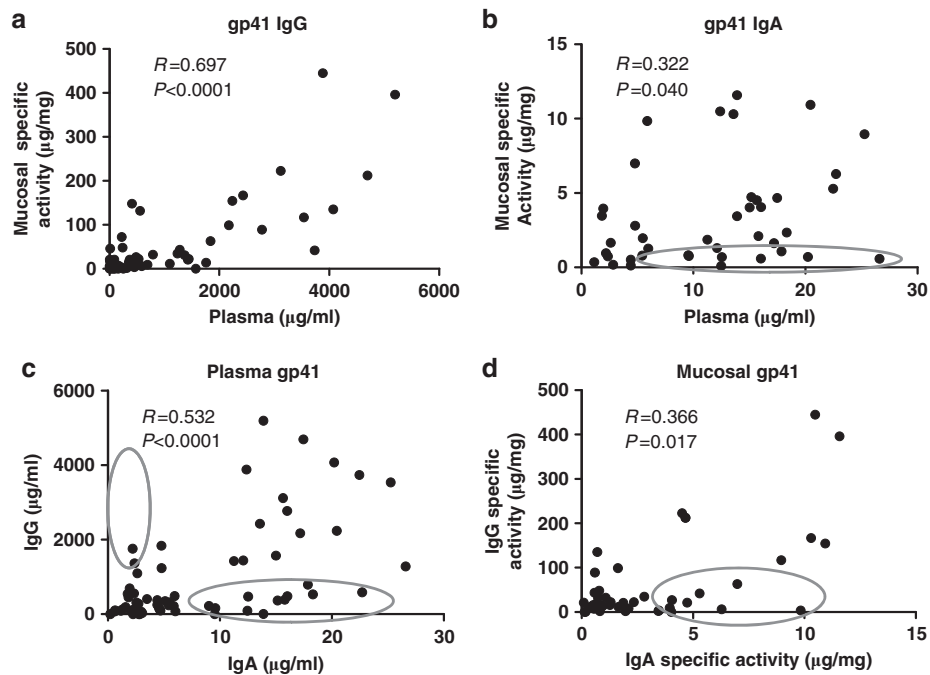 a
gp41 IgG
Mucosal specific
activity (µg/mg)
500
400
300
200
100
0
R=0.697
P<0.0001
0
2000
4000
6000
Plasma (µg/ml)
b
gp41 IgA
Mucosal specific
Activity (µg/mg)
15
10
5
0
R=0.322
P=0.040
0
10
20
30
Plasma (µg/ml)
c
Plasma gp41
IgG (µg/ml)
6000
4000
2000
0
R=0.532
P<0.0001
0
10
20
30
IgA (µg/ml)
d
Mucosal gp41
IgG specific
activity (µg/mg)
500
400
300
200
100
0
R=0.366
P=0.017
0
5
10
15
IgA specific activity (µg/mg)